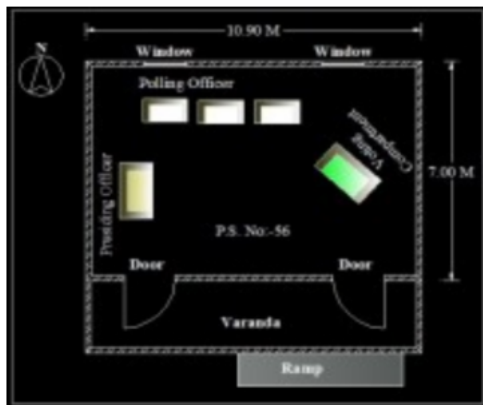 10.90 M
N
Window
Window
Polling Officer
Voting
Compartment
7.00 M
Presiding Officer
P.S. No:-56
Door
Door
Varanda
Ramp